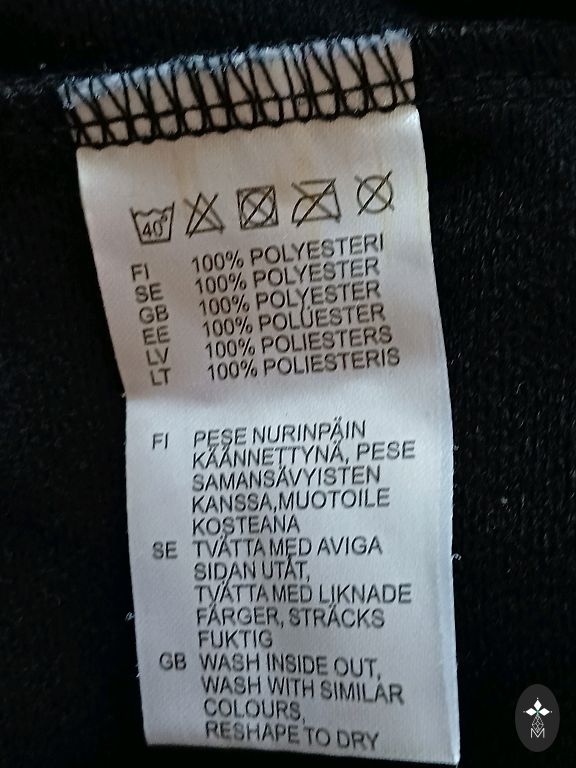 40°
FI 100% POLYESTERI
SE 100% POLYESTER
GB 100% POLYESTER
EE 100% POLÜESTER
LV 100% POLIESTERS
LT 100% POLIESTERIS
FI PESE NURINPÄIN
KÄÄNNETTYNÄ, PESE
SAMANSÄVYISTEN
KANSSA,MUOTOILE
KOSTEANA
SE TVÄTTA MED AVIGA
SIDAN UTÅT,
TVÄTTA MED LIKNADE
FÄRGER, STRÄCKS
FUKTIG
GB WASH INSIDE OUT,
WASH WITH SIMILAR
COLOURS,
RESHAPE TO DRY
M